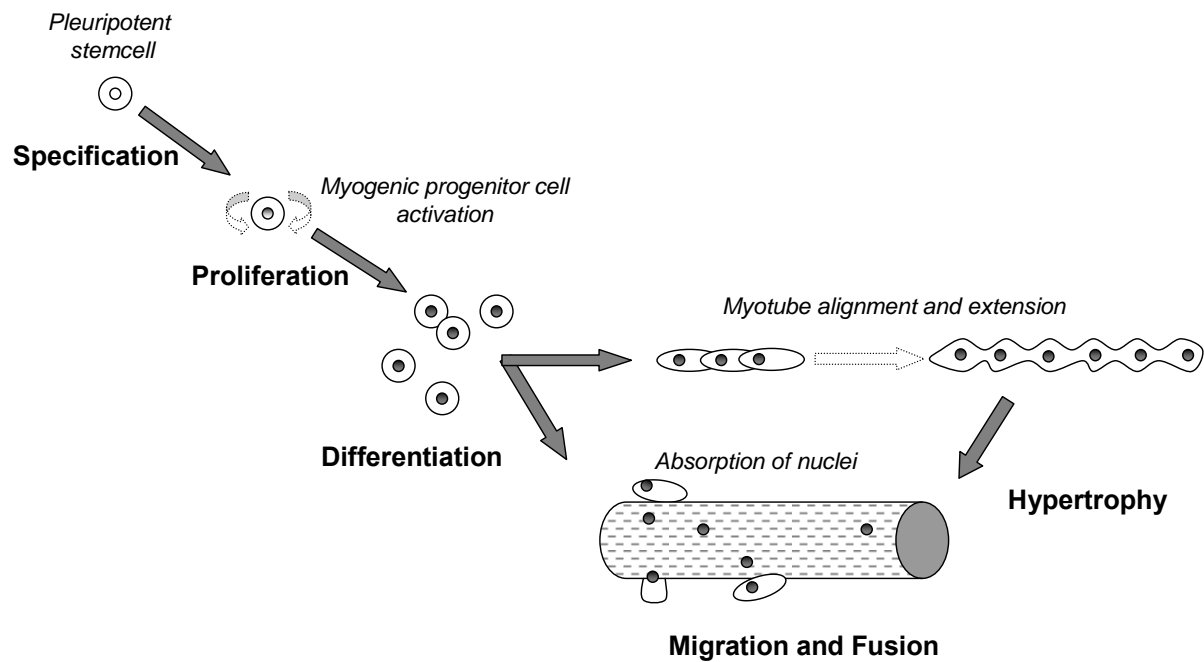 Pleuripotent
stemcell
Specification
Myogenic progenitor cell
activation
Proliferation
Myotube alignment and extension
Differentiation
Absorption of nuclei
Hypertrophy
Migration and Fusion